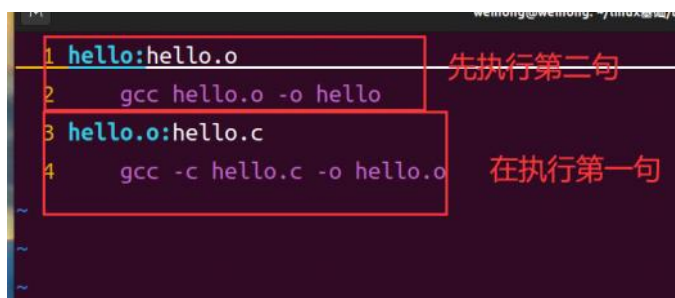 1 hello:hello.o
先执行第二句
2 gcc hello.o -o hello
3 hello.o:hello.c
4 gcc -c hello.c -o hello.o
在执行第一句
~
~
~